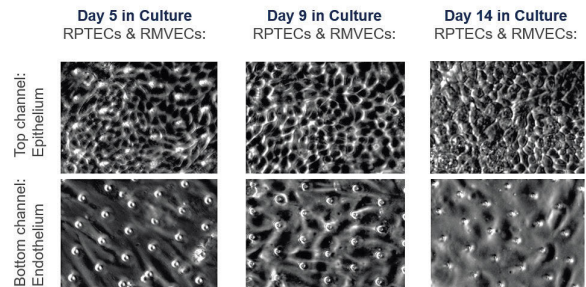 Day 5 in Culture
RPTECs & RMVECs:
Day 9 in Culture
RPTECs & RMVECs:
Day 14 in Culture
RPTECs & RMVECs:
Top channel:
Epithelium
Bottom channel:
Endothelium